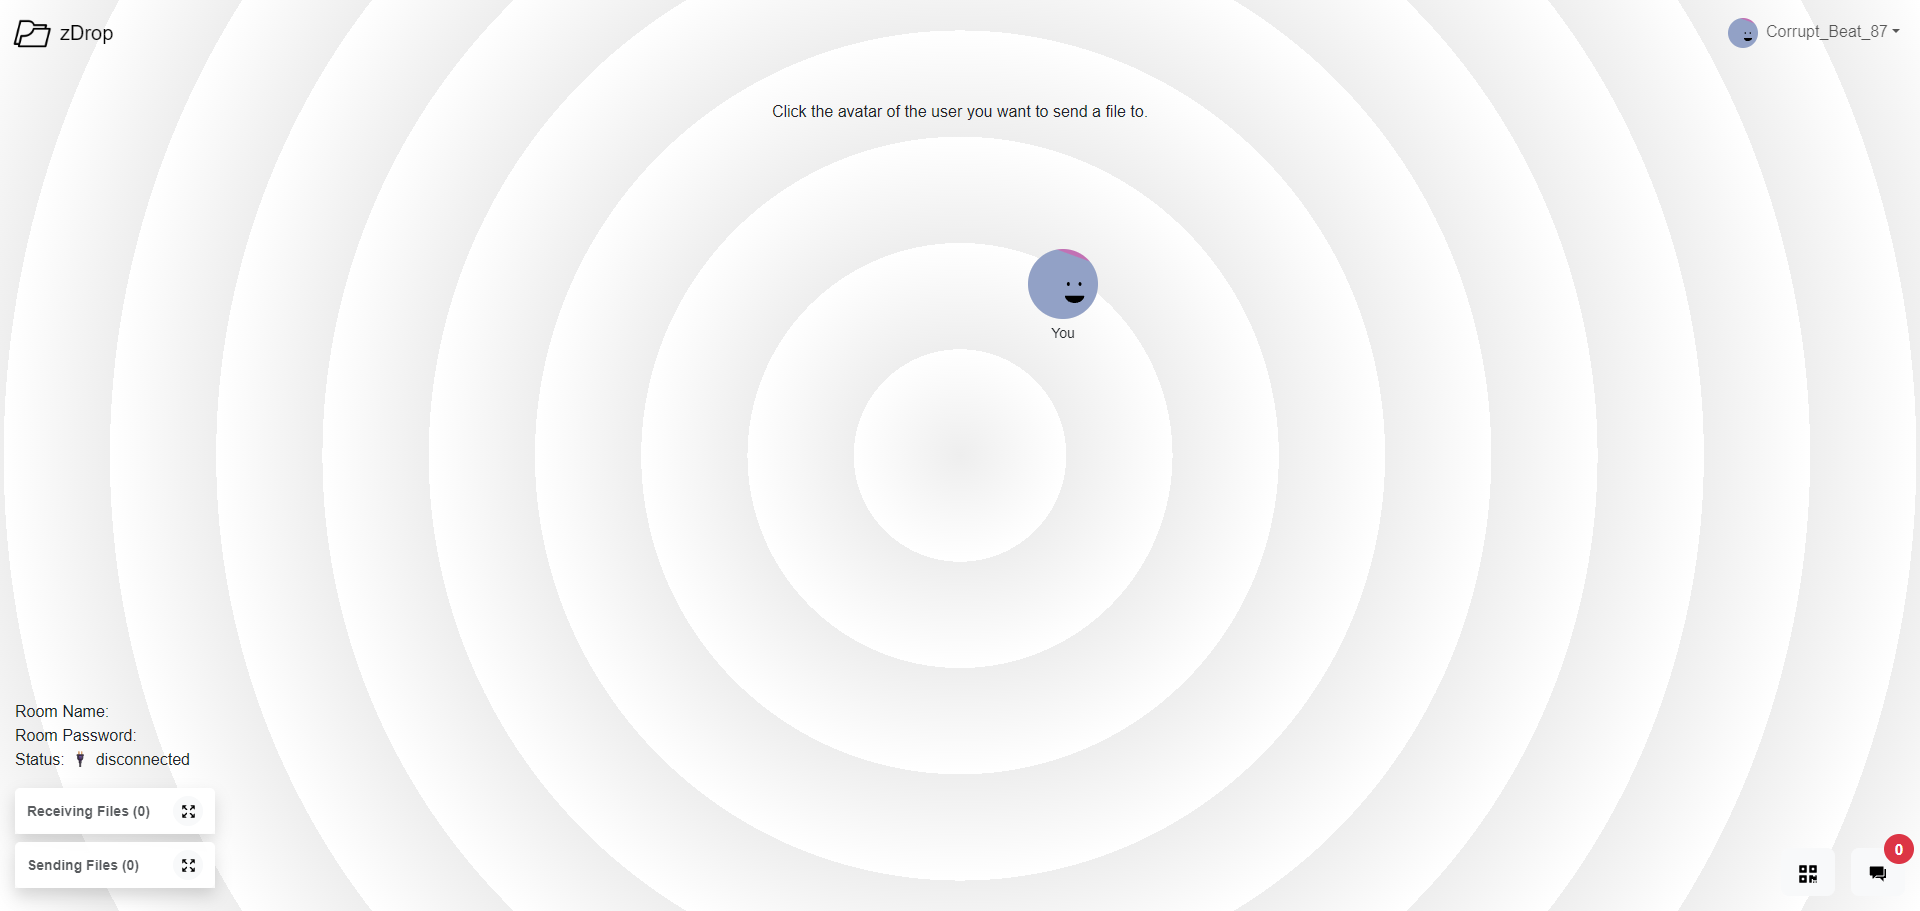 zDrop
Corrupt_Beat_87
Click the avatar of the user you want to send a file to.
You
Room Name:
Room Password:
Status: disconnected
Receiving Files (0)
Sending Files (0)
0